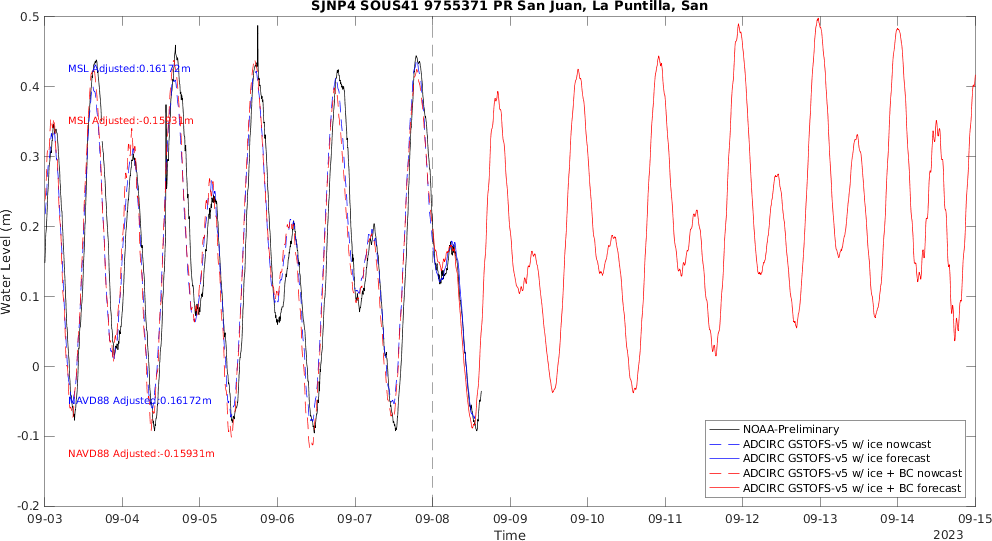 SJNP4 SOUS41 9755371 PR San Juan, La Puntilla, San
0.5
0.4
0.3
0.2
0.1
0
-0.1
-0.2
Water Level (m)
MSL Adjusted:0.16172m
MSL Adjusted:-0.15931m
NAVD88 Adjusted:0.16172m
NAVD88 Adjusted:-0.15931m
NOAA-Preliminary
ADCIRC GSTOFS-v5 w/ ice nowcast
ADCIRC GSTOFS-v5 w/ ice forecast
ADCIRC GSTOFS-v5 w/ ice + BC nowcast
ADCIRC GSTOFS-v5 w/ ice + BC forecast
09-03 09-04 09-05 09-06 09-07 09-08 09-09 09-10 09-11 09-12 09-13 09-14 09-15
Time
2023